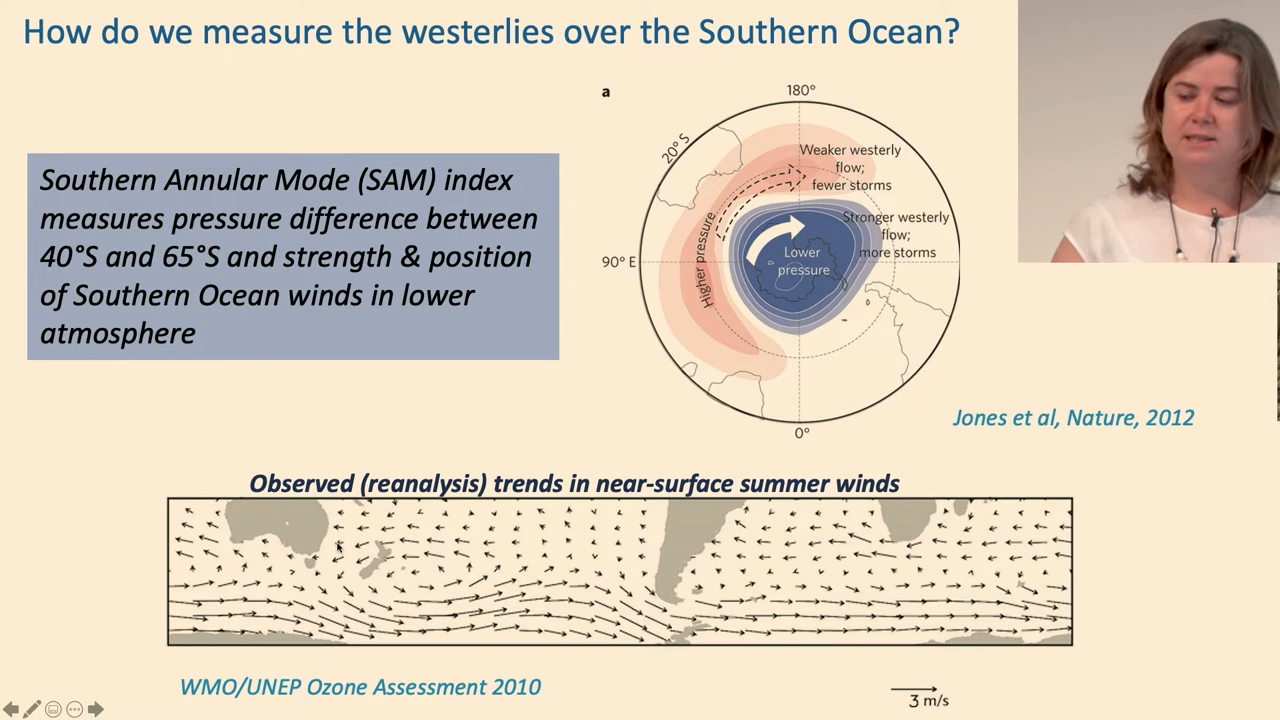 How do we measure the westerlies over the Southern Ocean?
Southern Annular Mode (SAM) index
measures pressure difference between
40°S and 65°S and strength & position
of Southern Ocean winds in lower
atmosphere
a
180°
20° S
Weaker westerly
flow;
fewer storms
Stronger westerly
flow;
more storms
Higher pressure
Lower
pressure
90° E
0°
Jones et al, Nature, 2012
Observed (reanalysis) trends in near-surface summer winds
WMO/UNEP Ozone Assessment 2010
3 m/s